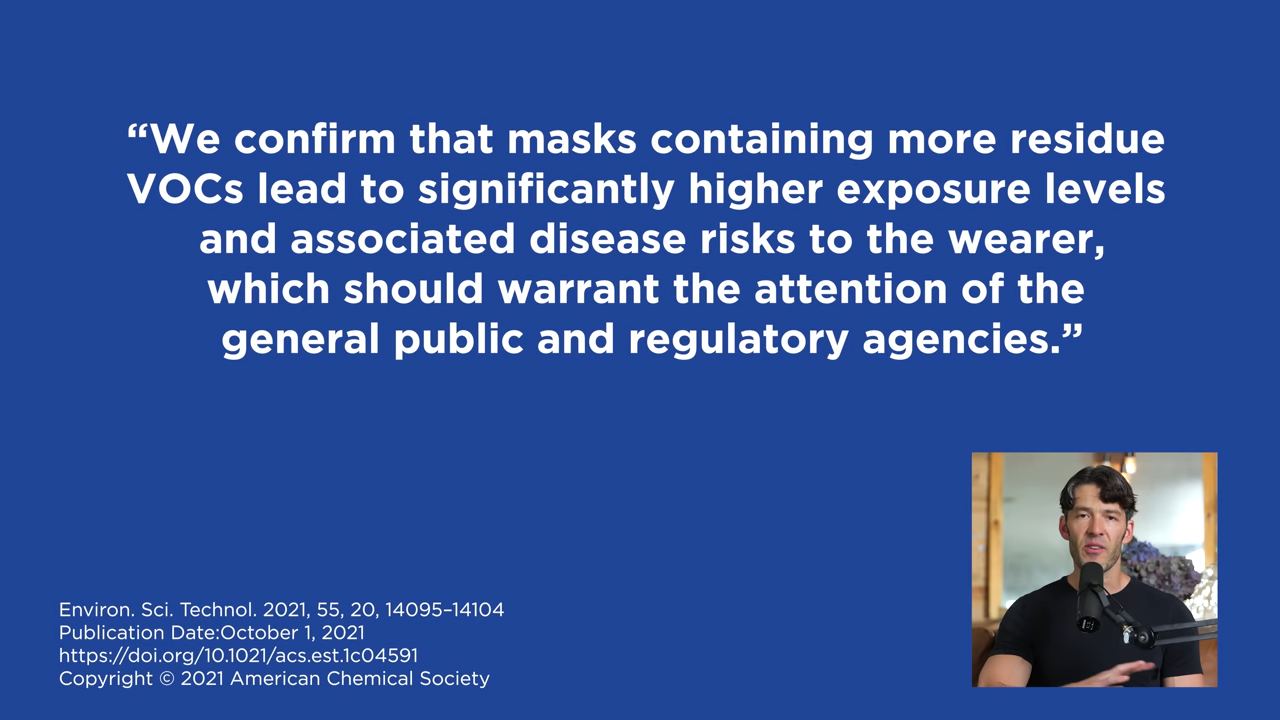 “We confirm that masks containing more residue
VOCs lead to significantly higher exposure levels
and associated disease risks to the wearer,
which should warrant the attention of the
general public and regulatory agencies.”
Environ. Sci. Technol. 2021, 55, 20, 14095–14104
Publication Date:October 1, 2021
https://doi.org/10.1021/acs.est.1c04591
Copyright © 2021 American Chemical Society